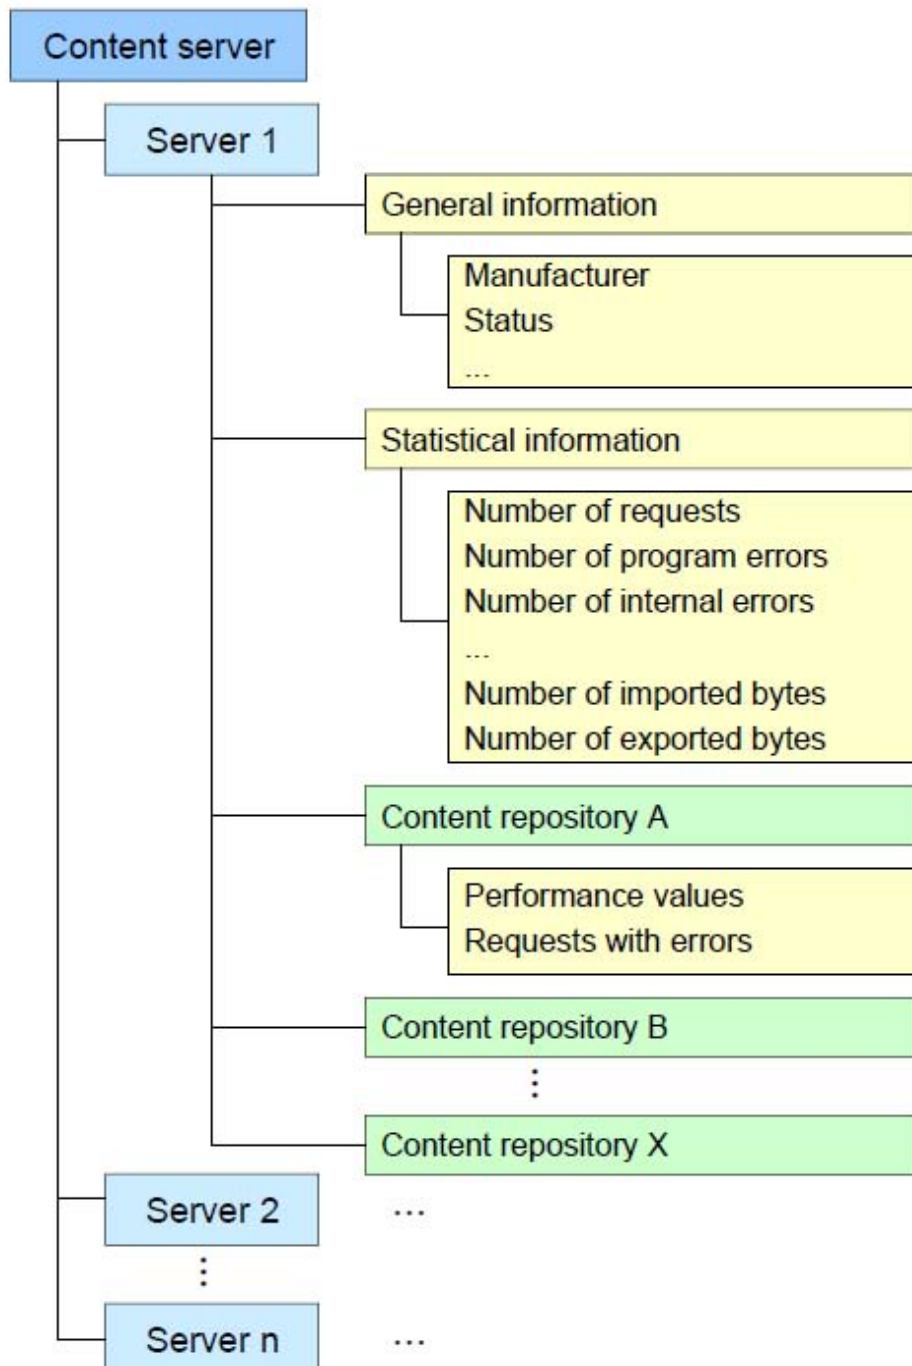 Content server
Server 1
General information
Manufacturer
Status
...
Statistical information
Number of requests
Number of program errors
Number of internal errors
...
Number of imported bytes
Number of exported bytes
Content repository A
Performance values
Requests with errors
Content repository B
⋮
Content repository X
Server 2 ...
⋮
Server n ...